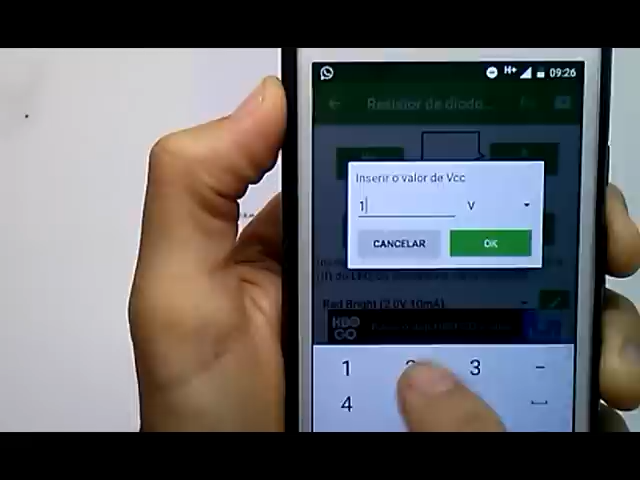 H+ 09:26
Resistor de diodo...
Inserir o valor de Vcc
1 V
CANCELAR OK
Red Bright (2.0V 10mA)
HBO
GO
1 2 3 -
4